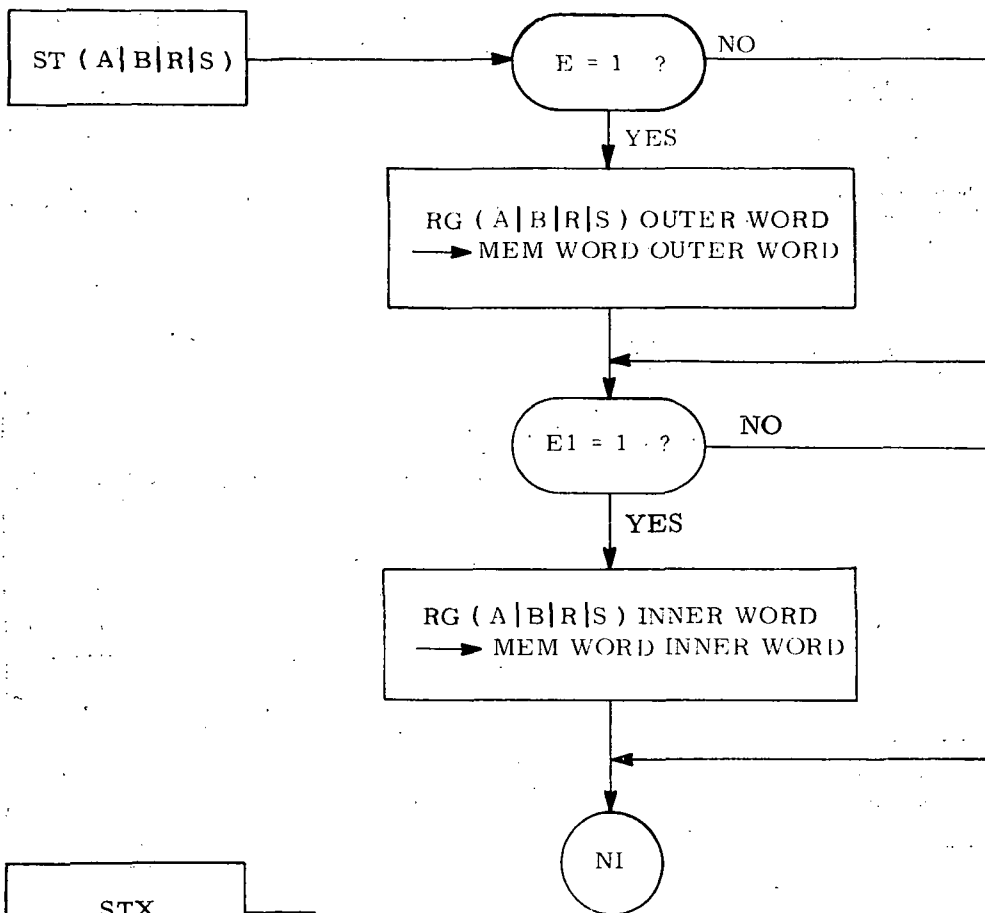 ST (A|B|R|S)
E = 1 ?
NO
YES
RG (A|B|R|S) OUTER WORD
→ MEM WORD OUTER WORD
E1 = 1 ?
NO
YES
RG (A|B|R|S) INNER WORD
→ MEM WORD INNER WORD
NI
STX